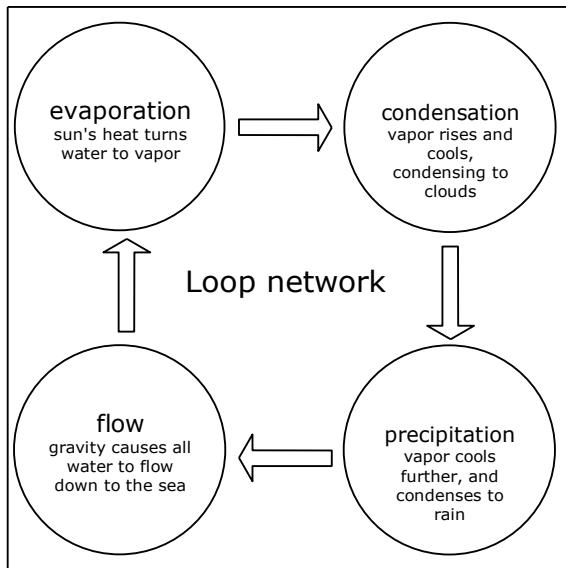 evaporation
sun's heat turns
water to vapor
condensation
vapor rises and
cools,
condensing to
clouds
Loop network
flow
gravity causes all
water to flow
down to the sea
precipitation
vapor cools
further, and
condenses to
rain